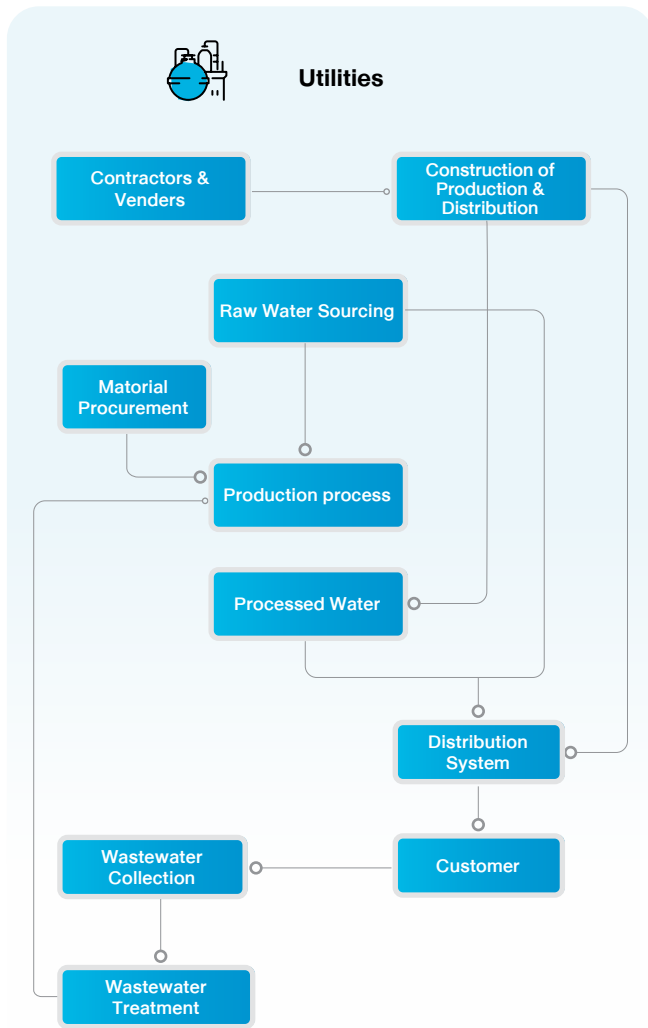 Utilities
Contractors &
Venders
Construction of
Production &
Distribution
Raw Water Sourcing
Matorial
Procurement
Production process
Processed Water
Distribution
System
Wastewater
Collection
Customer
Wastewater
Treatment